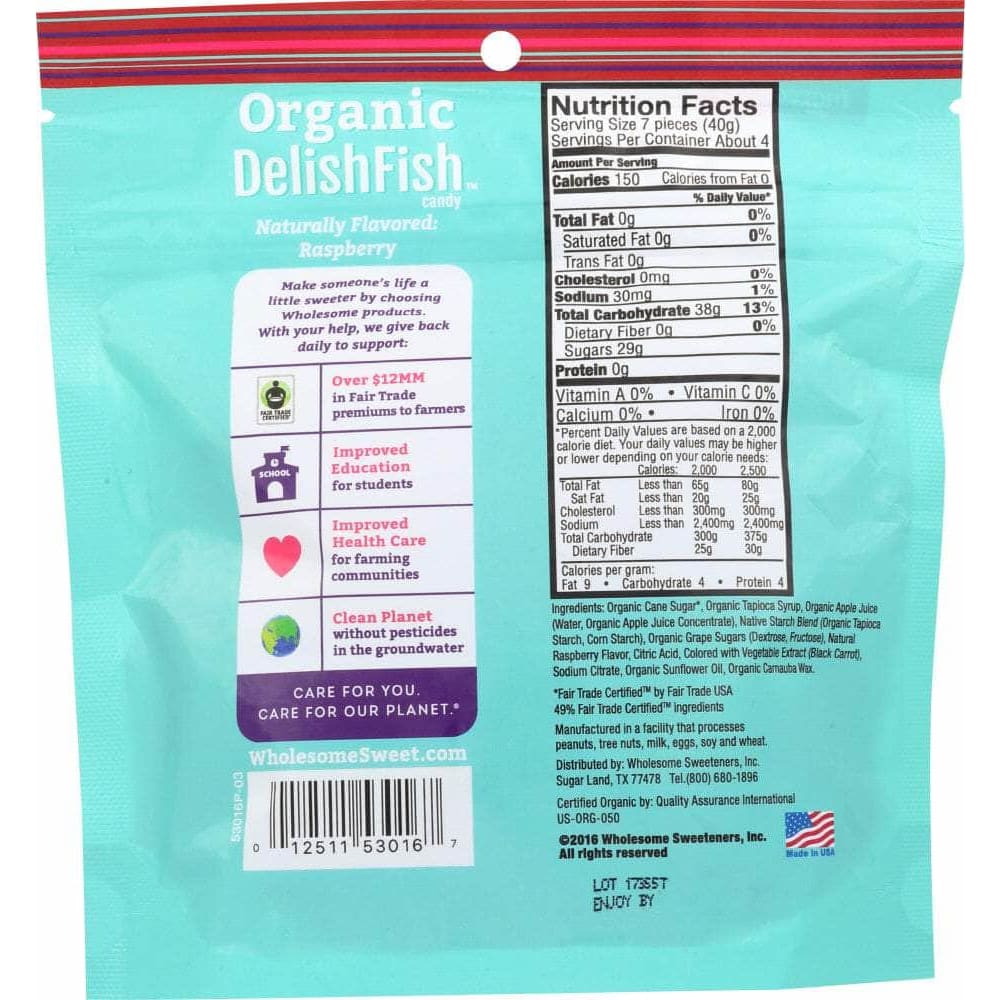 Organic
DelishFish™
candy
Naturally Flavored:
Raspberry
Make someone's life a
little sweeter by choosing
Wholesome products.
With your help, we give back
daily to support:
FAIR TRADE
CERTIFIED
Over $12MM
in Fair Trade
premiums to farmers
SCHOOL
Improved
Education
for students
Improved
Health Care
for farming
communities
Clean Planet
without pesticides
in the groundwater
CARE FOR YOU.
CARE FOR OUR PLANET.®
WholesomeSweet.com
53016P-03
0 12511 53016 7
Nutrition Facts
Serving Size 7 pieces (40g)
Servings Per Container About 4
Amount Per Serving
Calories 150 Calories from Fat 0
% Daily Value*
Total Fat 0g 0%
Saturated Fat 0g 0%
Trans Fat 0g
Cholesterol 0mg 0%
Sodium 30mg 1%
Total Carbohydrate 38g 13%
Dietary Fiber 0g 0%
Sugars 29g
Protein 0g
Vitamin A 0% • Vitamin C 0%
Calcium 0% • Iron 0%
*Percent Daily Values are based on a 2,000
calorie diet. Your daily values may be higher
or lower depending on your calorie needs:
Calories: 2,000 2,500
Total Fat Less than 65g 80g
Sat Fat Less than 20g 25g
Cholesterol Less than 300mg 300mg
Sodium Less than 2,400mg 2,400mg
Total Carbohydrate 300g 375g
Dietary Fiber 25g 30g
Calories per gram:
Fat 9 • Carbohydrate 4 • Protein 4
Ingredients: Organic Cane Sugar*, Organic Tapioca Syrup, Organic Apple Juice
(Water, Organic Apple Juice Concentrate), Native Starch Blend (Organic Tapioca
Starch, Corn Starch), Organic Grape Sugars (Dextrose, Fructose), Natural
Raspberry Flavor, Citric Acid, Colored with Vegetable Extract (Black Carrot),
Sodium Citrate, Organic Sunflower Oil, Organic Carnauba Wax.
*Fair Trade Certified™ by Fair Trade USA
49% Fair Trade Certified™ ingredients
Manufactured in a facility that processes
peanuts, tree nuts, milk, eggs, soy and wheat.
Distributed by: Wholesome Sweeteners, Inc.
Sugar Land, TX 77478 Tel.(800) 680-1896
Certified Organic by: Quality Assurance International
US-ORG-050
©2016 Wholesome Sweeteners, Inc.
All rights reserved
Made in USA
LOT 17355T
ENJOY BY